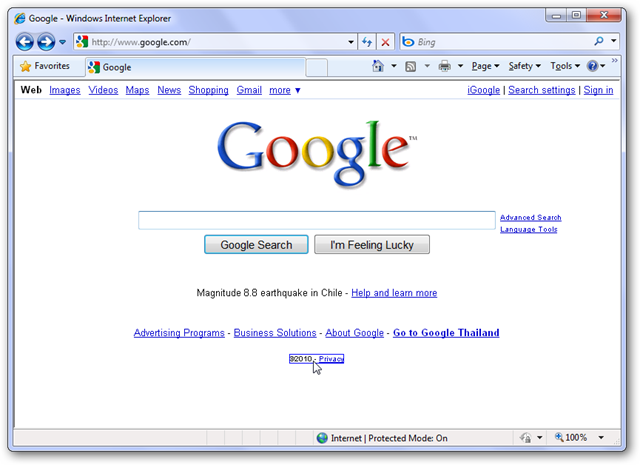 Google - Windows Internet Explorer
http://www.google.com/ Bing
Favorites Google Page Safety Tools
Web Images Videos Maps News Shopping Gmail more ▼ iGoogle | Search settings | Sign in
Google™
Advanced Search
Language Tools
Google Search I'm Feeling Lucky
Magnitude 8.8 earthquake in Chile - Help and learn more
Advertising Programs - Business Solutions - About Google - Go to Google Thailand
©2010 - Privacy
Internet | Protected Mode: On 100%